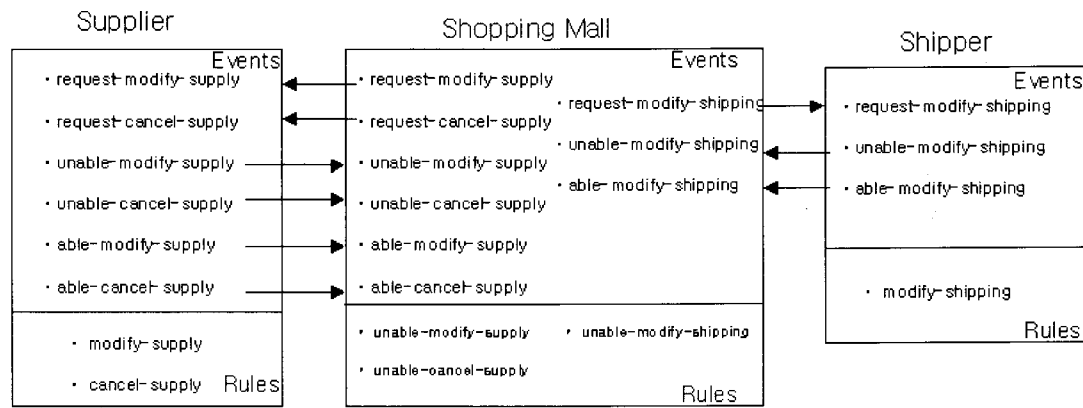 Supplier
Events
· request-modify-supply
· request-cancel-supply
· unable-modify-supply
· unable-cancel-supply
· able-modify-supply
· able-cancel-supply
· modify-supply
· cancel-supply
Rules
Shopping Mall
Events
· request-modify-supply
· request-cancel-supply
· unable-modify-supply
· unable-cancel-supply
· able-modify-supply
· able-cancel-supply
· request-modify-shipping
· unable-modify-shipping
· able-modify-shipping
· unable-modify-supply
· unable-cancel-supply
· unable-modify-shipping
Rules
Shipper
Events
· request-modify-shipping
· unable-modify-shipping
· able-modify-shipping
· modify-shipping
Rules